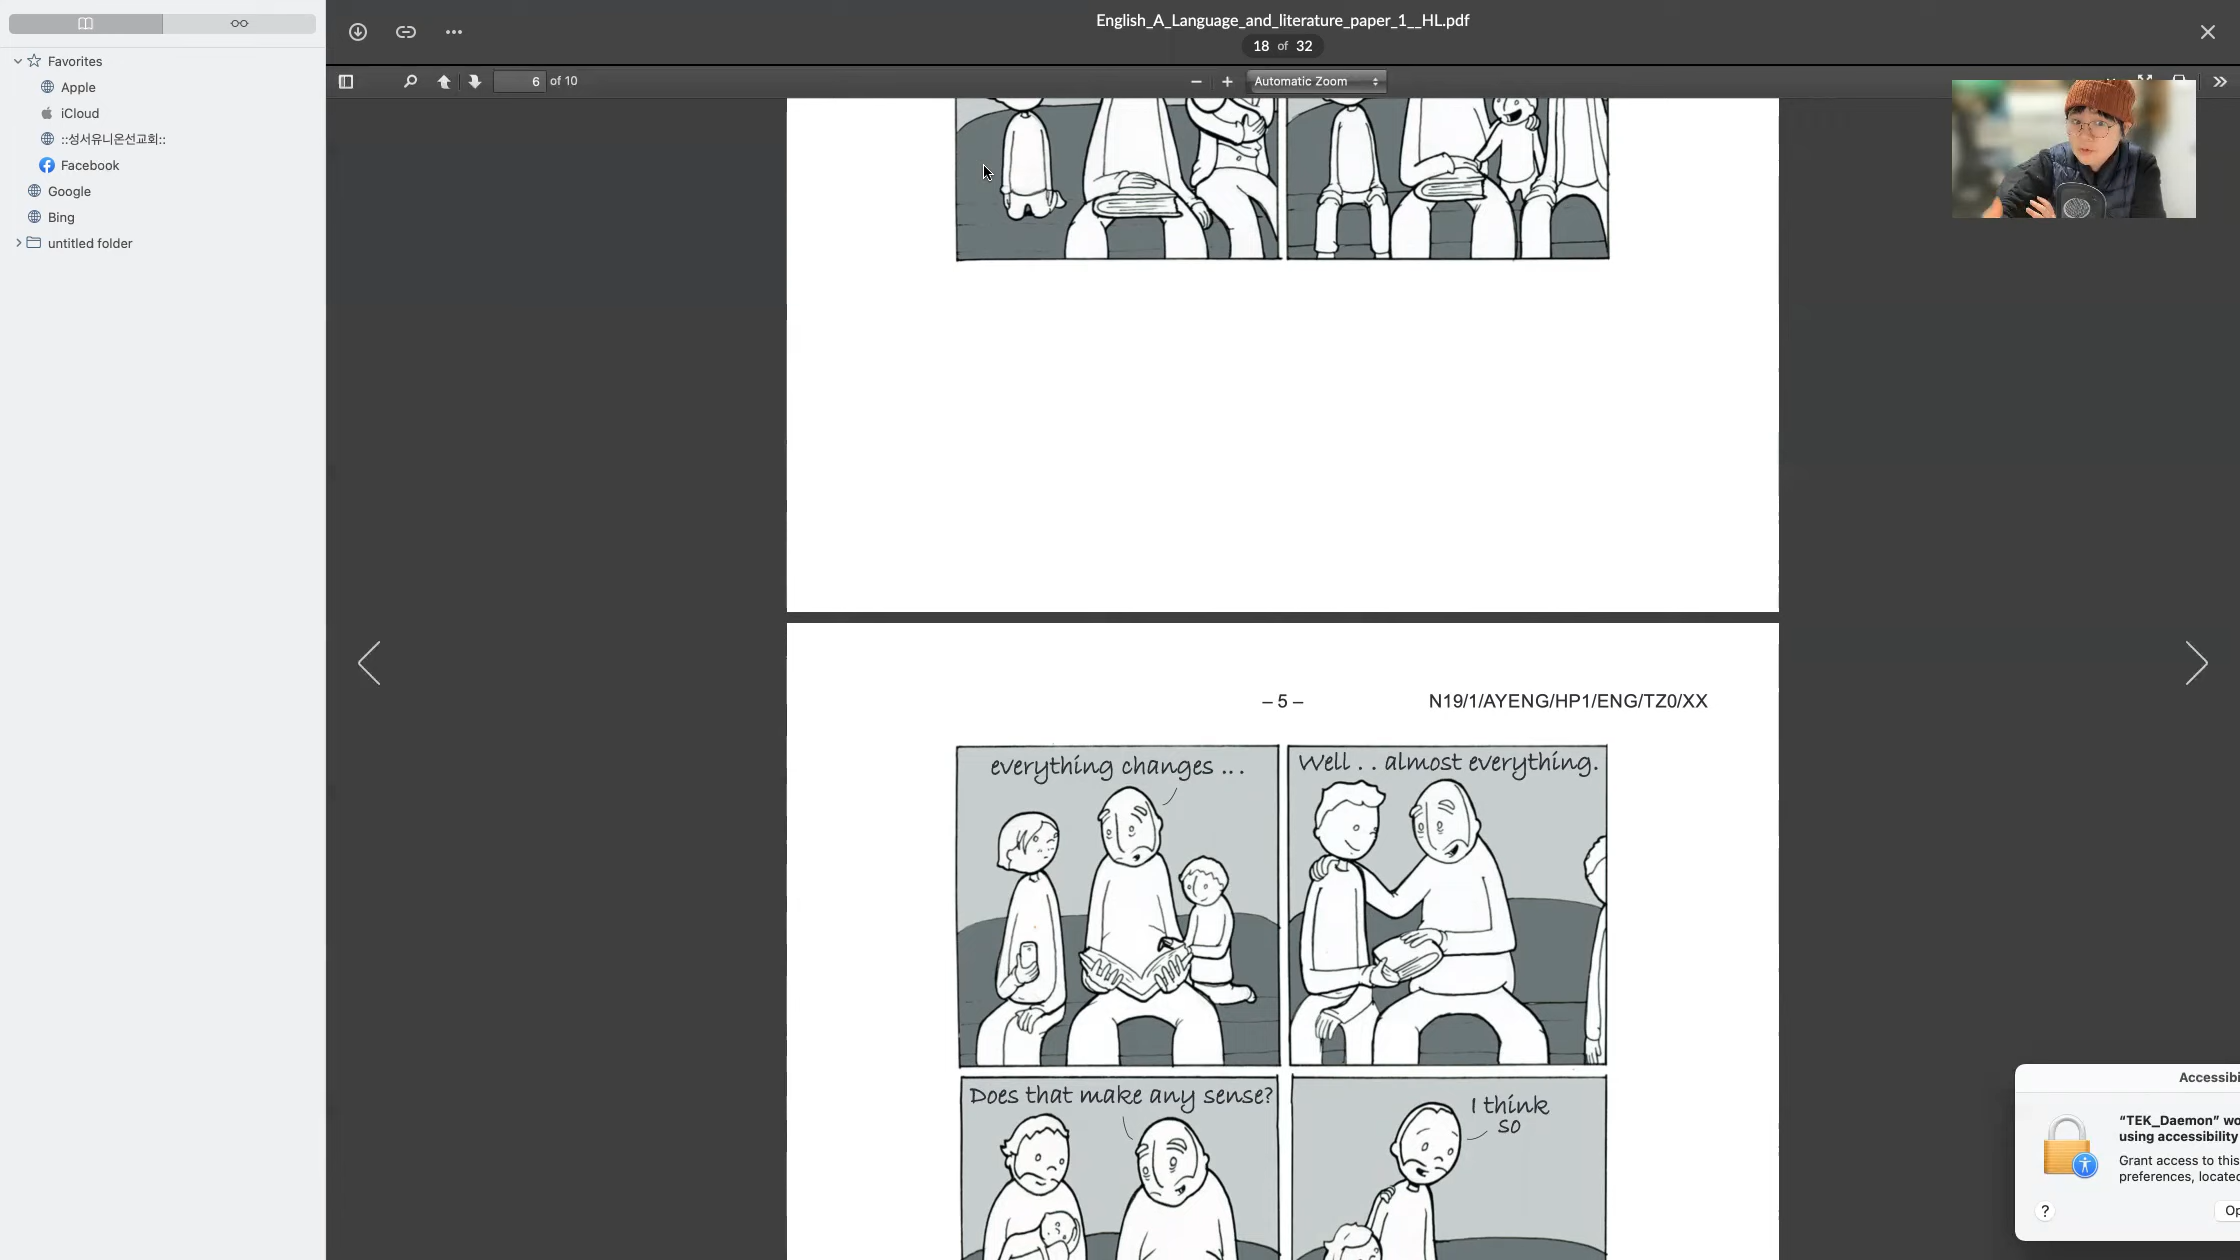 English_A_Language_and_literature_paper_1__HL.pdf
18 of 32
6 of 10
Automatic Zoom
Favorites
Apple
iCloud
::성서유니온선교회::
Facebook
Google
Bing
untitled folder
– 5 –
N19/1/AYENG/HP1/ENG/TZ0/XX
everything changes ...
Well . . almost everything.
Does that make any sense?
I think
so
Accessibi
“TEK_Daemon” wo
using accessibility
Grant access to this
preferences, located
?
Op